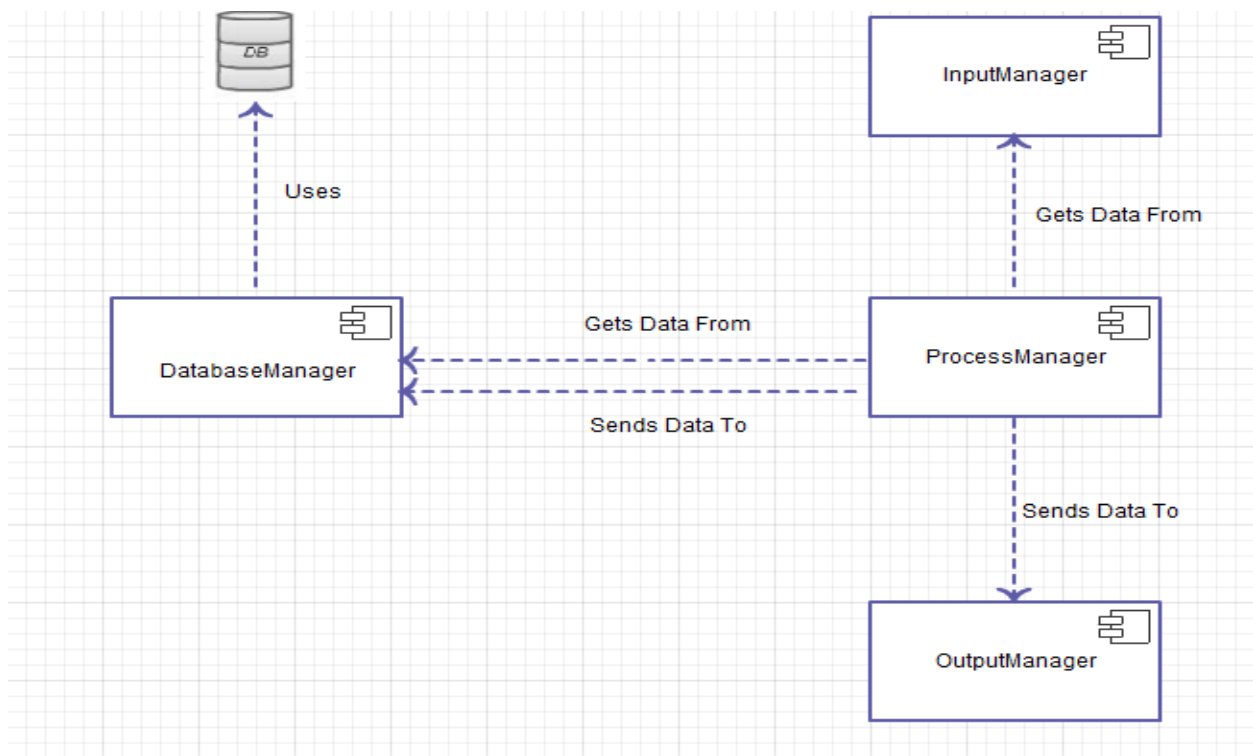 DB
InputManager
Uses
Gets Data From
Gets Data From
DatabaseManager
ProcessManager
Sends Data To
Sends Data To
OutputManager